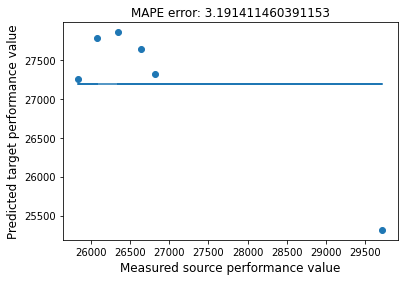 MAPE error: 3.191411460391153
Predicted target performance value
27500
27000
26500
26000
25500
26000 26500 27000 27500 28000 28500 29000 29500
Measured source performance value